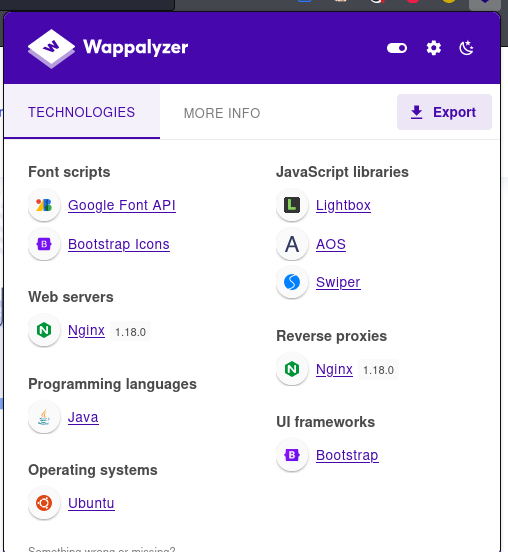 Wappalyzer
TECHNOLOGIES
MORE INFO
Export
Font scripts
Google Font API
Bootstrap Icons
Web servers
Nginx 1.18.0
Programming languages
Java
Operating systems
Ubuntu
Something wrong or missing?
JavaScript libraries
Lightbox
AOS
Swiper
Reverse proxies
Nginx 1.18.0
UI frameworks
Bootstrap